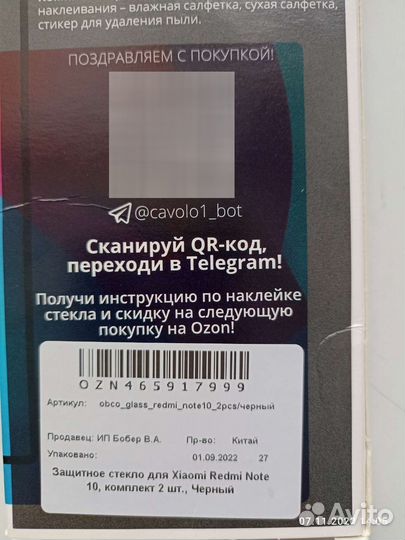 наклеивания – влажная салфетка, сухая салфетка,
стикер для удаления пыли.
ПОЗДРАВЛЯЕМ С ПОКУПКОЙ!
@cavolo1_bot
Сканируй QR-код,
переходи в Telegram!
Получи инструкцию по наклейке
стекла и скидку на следующую
покупку на Ozon!
OZN465917999
Артикул: obco_glass_redmi_note10_2pcs/черный
Продавец: ИП Бобер В.А. Пр-во: Китай
Упаковано: 01.09.2022 27
Защитное стекло для Xiaomi Redmi Note
10, комплект 2 шт., Черный
Avito